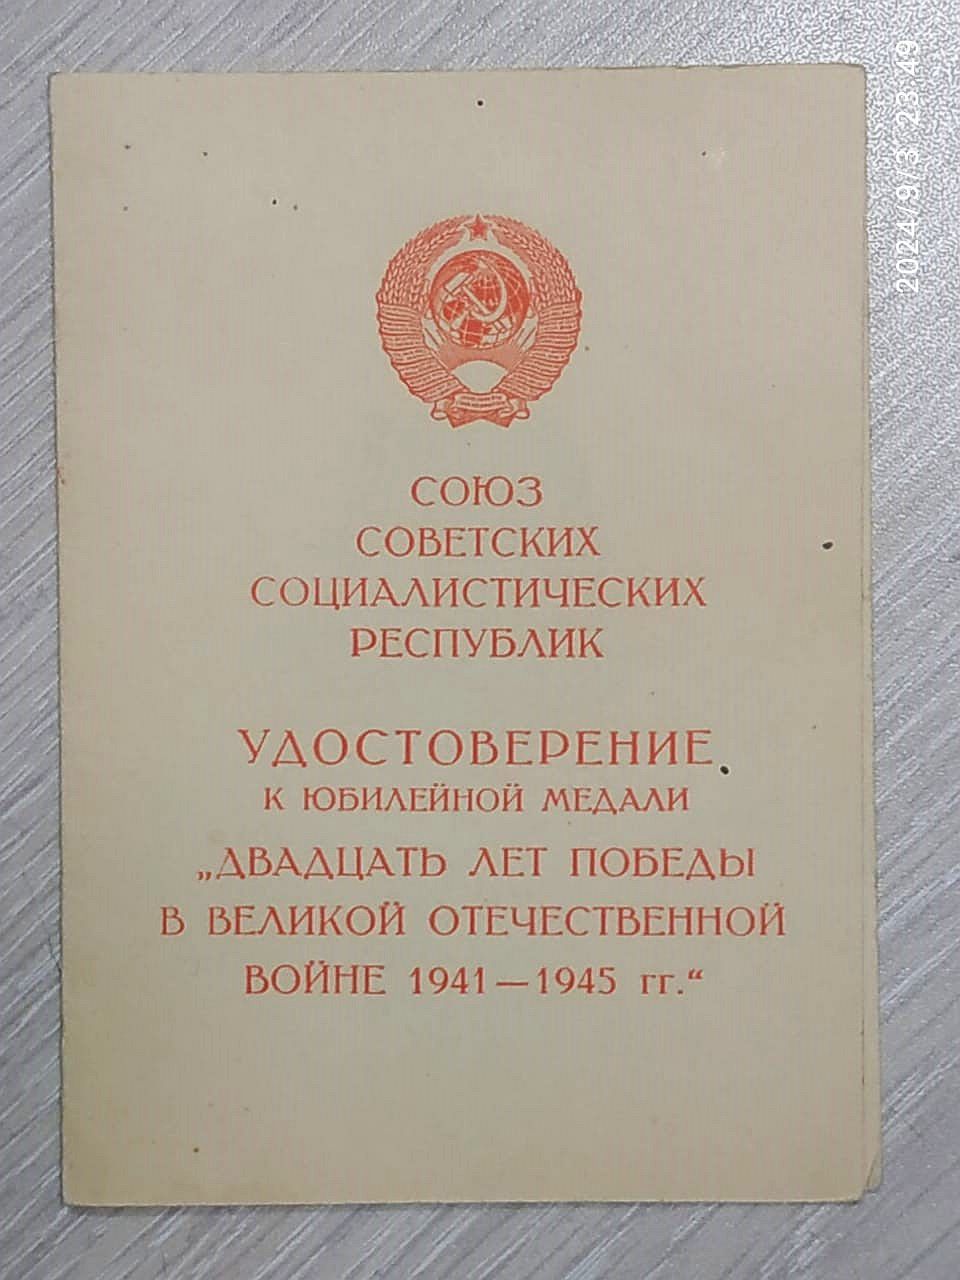 СОЮЗ
СОВЕТСКИХ
СОЦИАЛИСТИЧЕСКИХ
РЕСПУБЛИК
УДОСТОВЕРЕНИЕ
К ЮБИЛЕЙНОЙ МЕДАЛИ
„ДВАДЦАТЬ ЛЕТ ПОБЕДЫ
В ВЕЛИКОЙ ОТЕЧЕСТВЕННОЙ
ВОЙНЕ 1941—1945 гг.“
2024/9/3 23:49